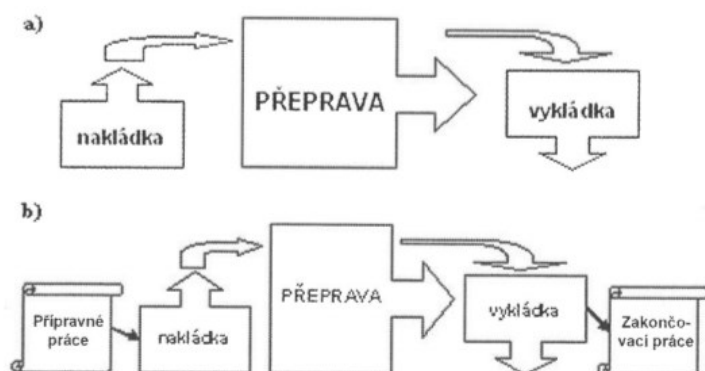 a)
nakládka
PŘEPRAVA
vykládka
b)
Přípravné
práce
nakládka
PŘEPRAVA
vykládka
Zakončo-
vací práce